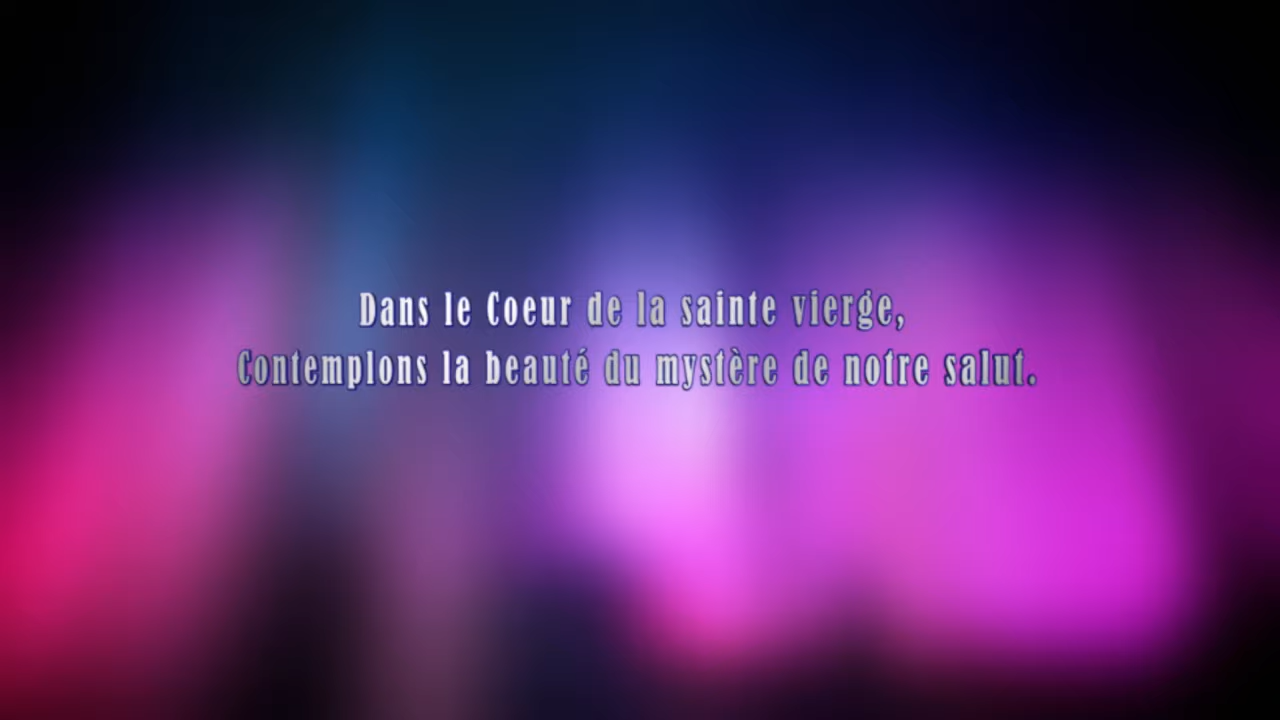 Dans le Coeur de la sainte vierge,
Contemplons la beauté du mystère de notre salut.